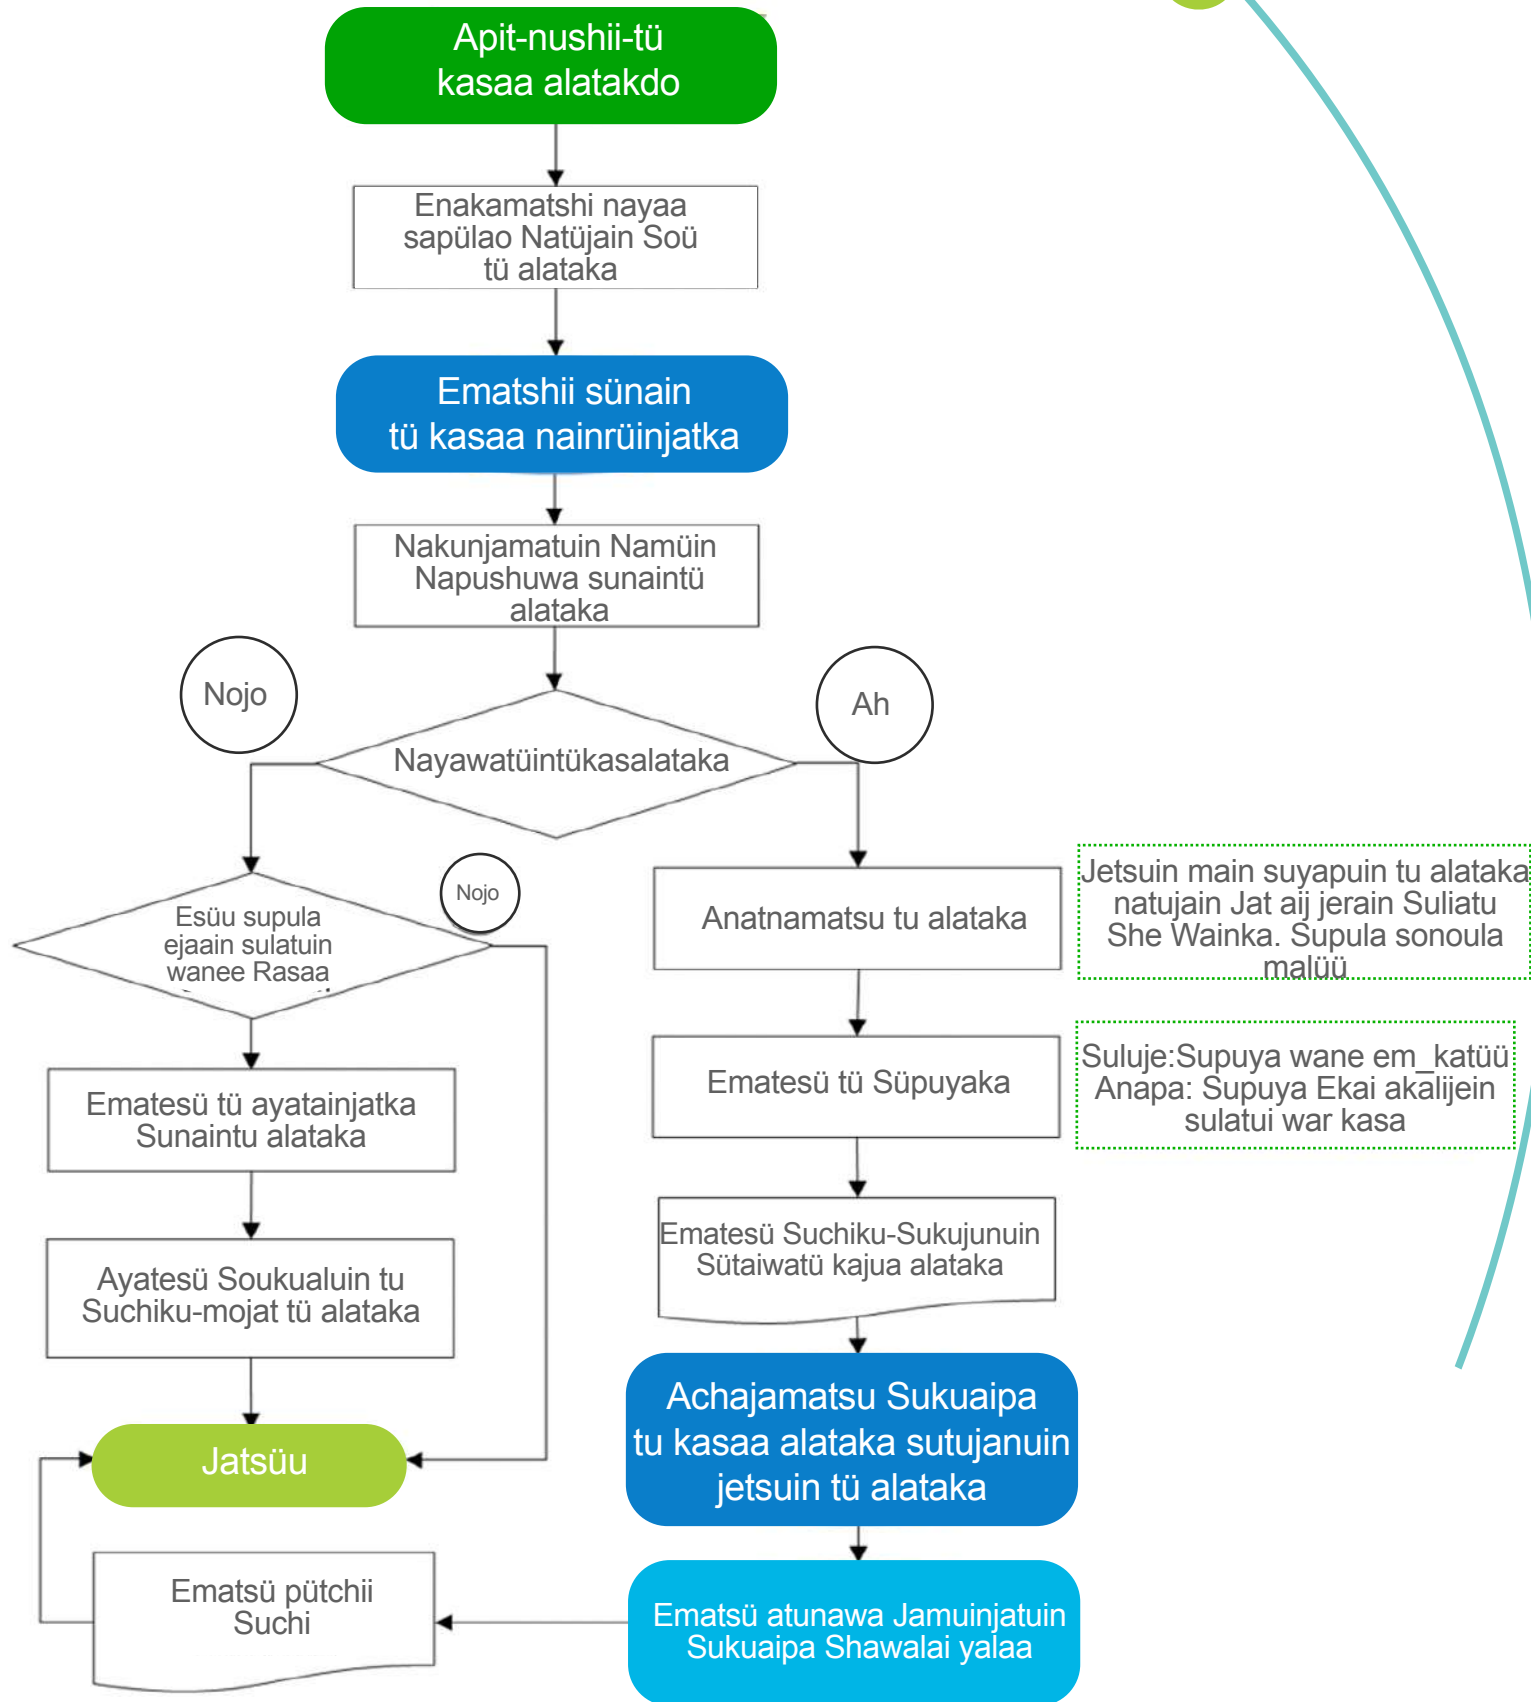 Apit-nushii-tü
kasaa alatakdo
Enakamatshi nayaa
sapülao Natüjain Soü
tü alataka
Ematshii sünain
tü kasaa nainrüinjatka
Nakunjamatuin Namüin
Napushuwa sunaintü
alataka
Nojo
Ah
Nayawatüintükasalataka
Nojo
Esüu supula
ejaain sulatuin
wanee Rasaa
Anatnamatsu tu alataka
Jetsuin main suyapuin tu alataka
natujain Jat aij jerain Suliatu
She Wainka. Supula sonoula
malüü
Ematesü tü ayatainjatka
Sunaintu alataka
Ematesü tü Süpuyaka
Suluje:Supuya wane em_katüü
Anapa: Supuya Ekai akalijein
sulatui war kasa
Ayatesü Soukualuin tu
Suchiku-mojat tü alataka
Ematesü Suchiku-Sukujunuin
Sütaiwatü kajua alataka
Jatsüu
Achajamatsu Sukuaipa
tu kasaa alataka sutujanuin
jetsuin tü alataka
Ematsü pütchii
Suchi
Ematsü atunawa Jamuinjatuin
Sukuaipa Shawalai yalaa